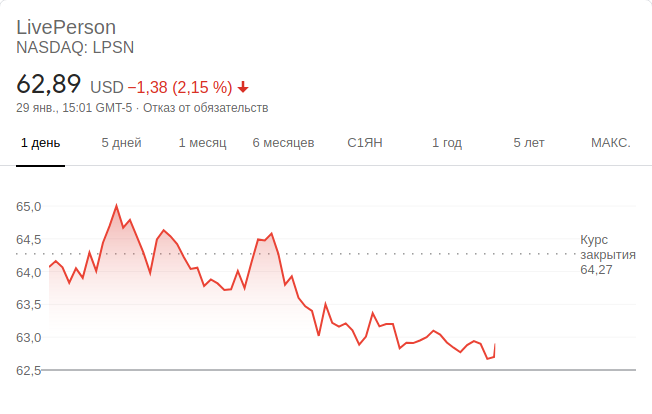 LivePerson
NASDAQ: LPSN
62,89 USD −1,38 (2,15 %)
29 янв., 15:01 GMT-5 · Отказ от обязательств
1 день 5 дней 1 месяц 6 месяцев С1ЯН 1 год 5 лет МАКС.
65,0
64,5
Курс
закрытия
64,27
64,0
63,5
63,0
62,5